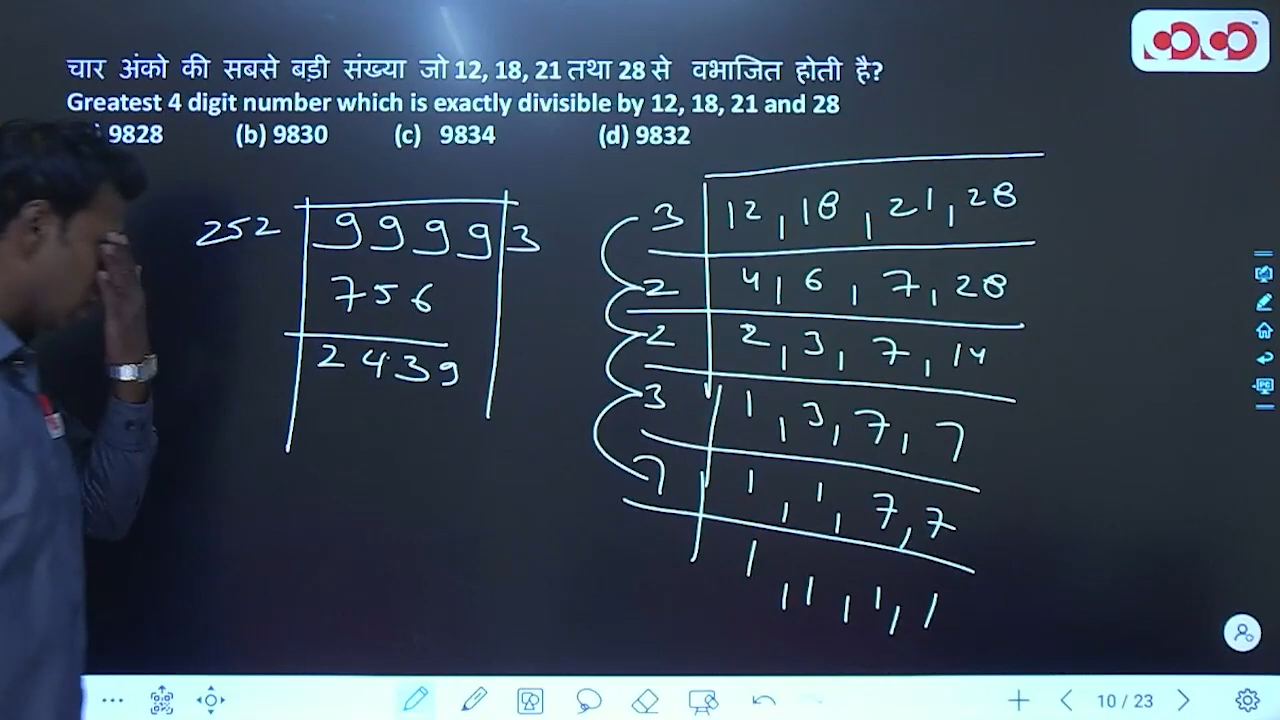 चार अंको की सबसे बड़ी संख्या जो 12, 18, 21 तथा 28 से वभाजित होती है?
Greatest 4 digit number which is exactly divisible by 12, 18, 21 and 28
9828 (b) 9830 (c) 9834 (d) 9832
252 9999 3
756
2439
3 12, 18, 21, 28
2 4, 6, 7, 28
2 2, 3, 7, 14
3 1, 3, 7, 7
7 1, 1, 7, 7
1, 1, 1, 1
10 / 23